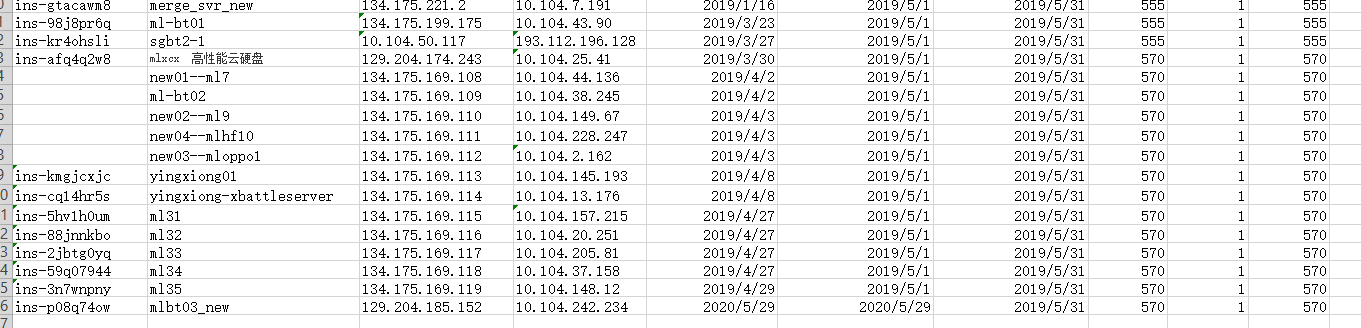 0 ins-gtacawm8 merge_svr_new 134.175.221.2 10.104.7.191 2019/1/16 2019/5/1 2019/5/31 555 1 555
1 ins-98j8pr6q ml-bt01 134.175.199.175 10.104.43.90 2019/3/23 2019/5/1 2019/5/31 555 1 555
2 ins-kr4ohsli sgbt2-1 10.104.50.117 193.112.196.128 2019/3/27 2019/5/1 2019/5/31 555 1 555
3 ins-afq4q2w8 mlxcx 高性能云硬盘 129.204.174.243 10.104.25.41 2019/3/30 2019/5/1 2019/5/31 570 1 570
4 new01--ml7 134.175.169.108 10.104.44.136 2019/4/2 2019/5/1 2019/5/31 570 1 570
5 ml-bt02 134.175.169.109 10.104.38.245 2019/4/2 2019/5/1 2019/5/31 570 1 570
6 new02--ml9 134.175.169.110 10.104.149.67 2019/4/3 2019/5/1 2019/5/31 570 1 570
7 new04--mlhf10 134.175.169.111 10.104.228.247 2019/4/3 2019/5/1 2019/5/31 570 1 570
8 new03--mloppo1 134.175.169.112 10.104.2.162 2019/4/3 2019/5/1 2019/5/31 570 1 570
9 ins-kmgjcxjc yingxiong01 134.175.169.113 10.104.145.193 2019/4/8 2019/5/1 2019/5/31 570 1 570
0 ins-cq14hr5s yingxiong-xbattleserver 134.175.169.114 10.104.13.176 2019/4/8 2019/5/1 2019/5/31 570 1 570
1 ins-5hv1h0um ml31 134.175.169.115 10.104.157.215 2019/4/27 2019/5/1 2019/5/31 570 1 570
2 ins-88jnnkbo ml32 134.175.169.116 10.104.20.251 2019/4/27 2019/5/1 2019/5/31 570 1 570
3 ins-2jbtg0yq ml33 134.175.169.117 10.104.205.81 2019/4/27 2019/5/1 2019/5/31 570 1 570
4 ins-59q07944 ml34 134.175.169.118 10.104.37.158 2019/4/27 2019/5/1 2019/5/31 570 1 570
5 ins-3n7wnpny ml35 134.175.169.119 10.104.148.12 2019/4/29 2019/5/1 2019/5/31 570 1 570
6 ins-p08q74ow mlbt03_new 129.204.185.152 10.104.242.234 2020/5/29 2020/5/29 2019/5/31 570 1 570
7